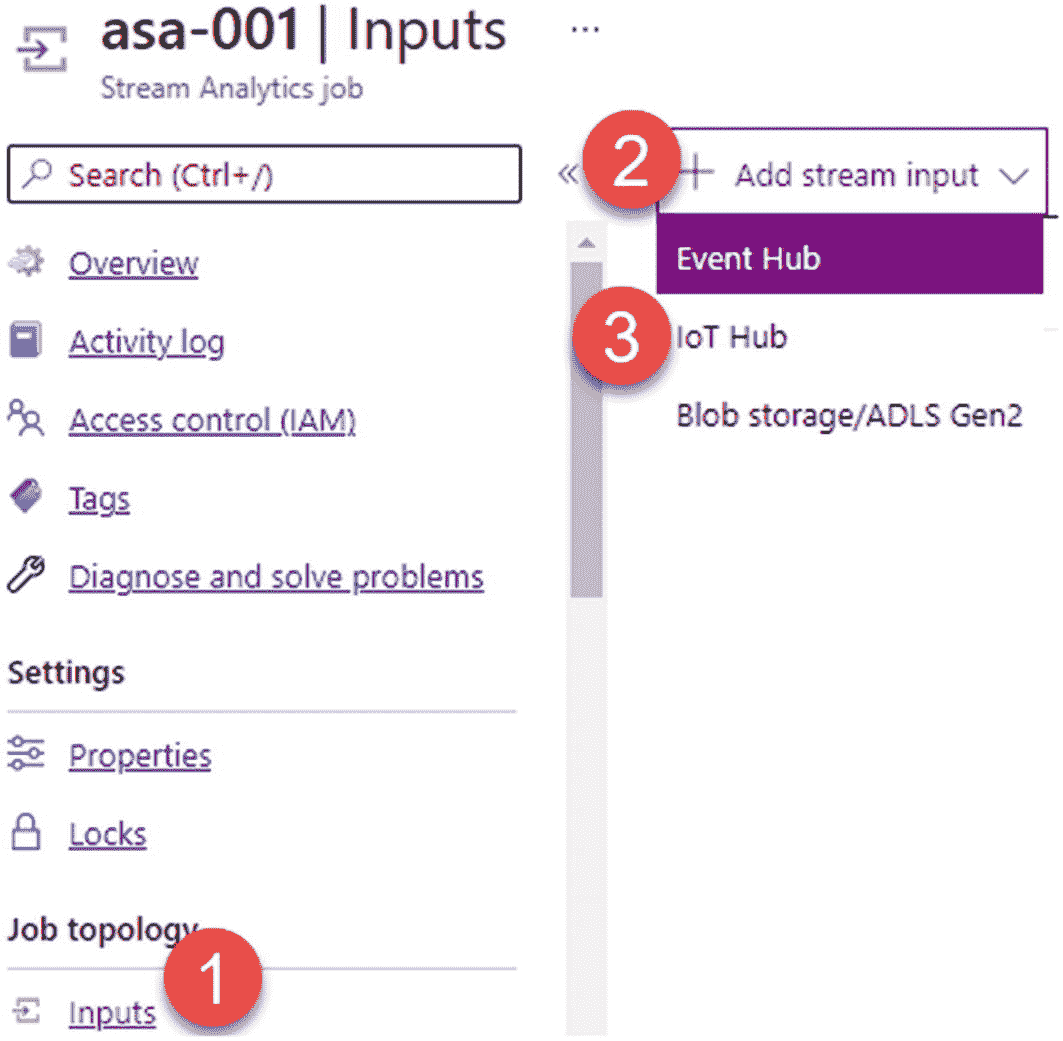 asa-001 | Inputs ...
Stream Analytics job
Search (Ctrl+/)
Overview
Activity log
Access control (IAM)
Tags
Diagnose and solve problems
Settings
Properties
Locks
Job topology
1
Inputs
«
2
+ Add stream input
Event Hub
3
IoT Hub
Blob storage/ADLS Gen2